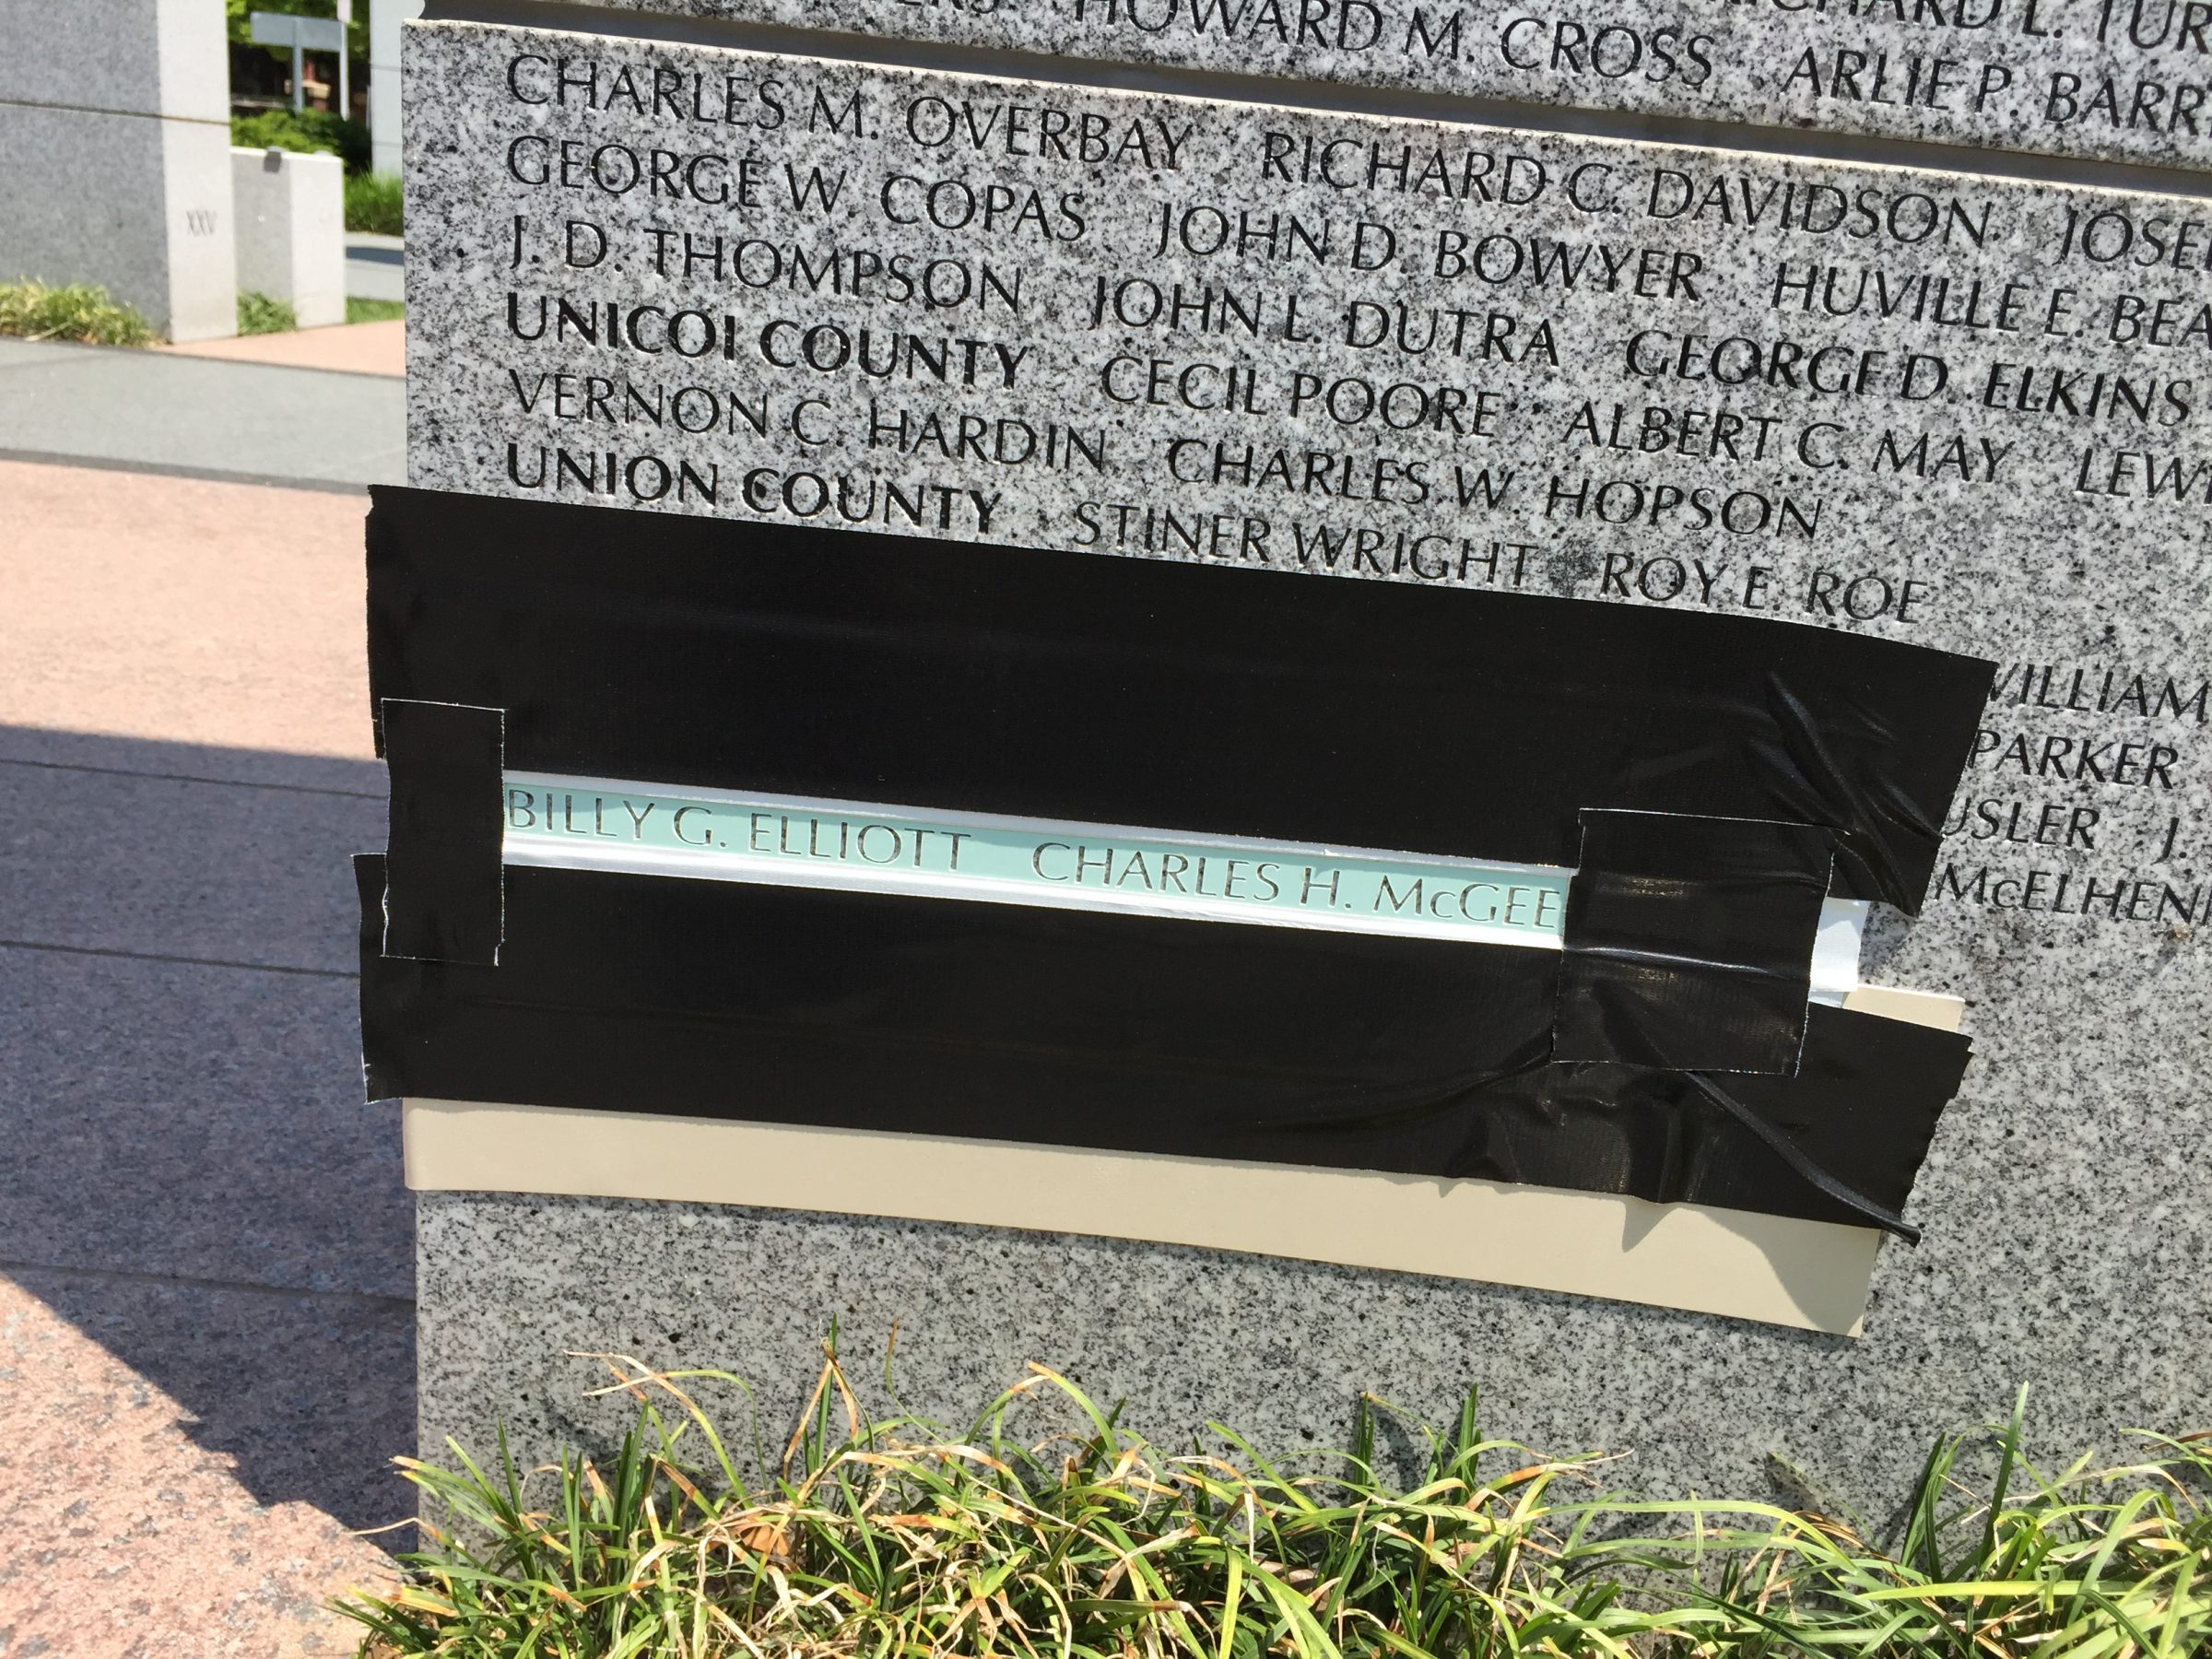 HOWARD M. CROSS ARLIE P.
CHARLES M. OVERBAY RICHARD C. DAVIDSON
GEORGE W. COPAS JOHN D. BOWYER HUVILLE E.
J. D. THOMPSON JOHN L. DUTRA GEORGE D. ELKINS
UNICOI COUNTY CECIL POORE ALBERT C. MAY
VERNON C. HARDIN CHARLES W. HOPSON
UNION COUNTY STINER WRIGHT ROY E. ROE
WILLIAM
PARKER
BILLY G. ELLIOTT CHARLES H. McGEE
XXV